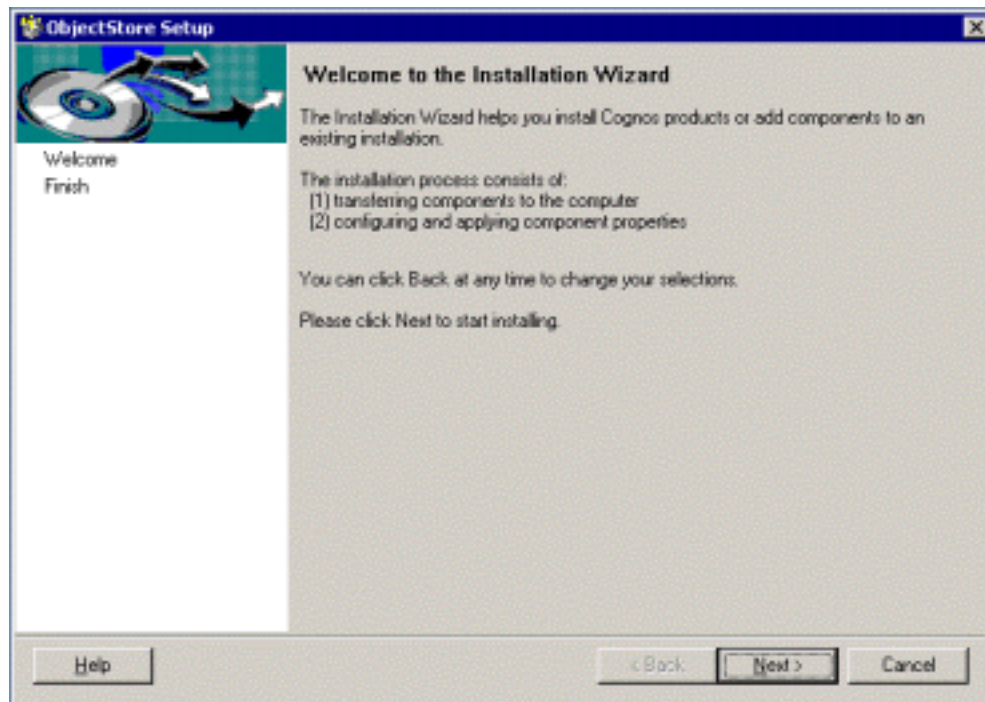 ObjectStore Setup
Welcome to the Installation Wizard
The Installation Wizard helps you install Cognos products or add components to an
existing installation.
Welcome
Finish
The installation process consists of:
(1) transferring components to the computer
(2) configuring and applying component properties
You can click Back at any time to change your selections.
Please click Next to start installing.
Help
< Back
Next >
Cancel